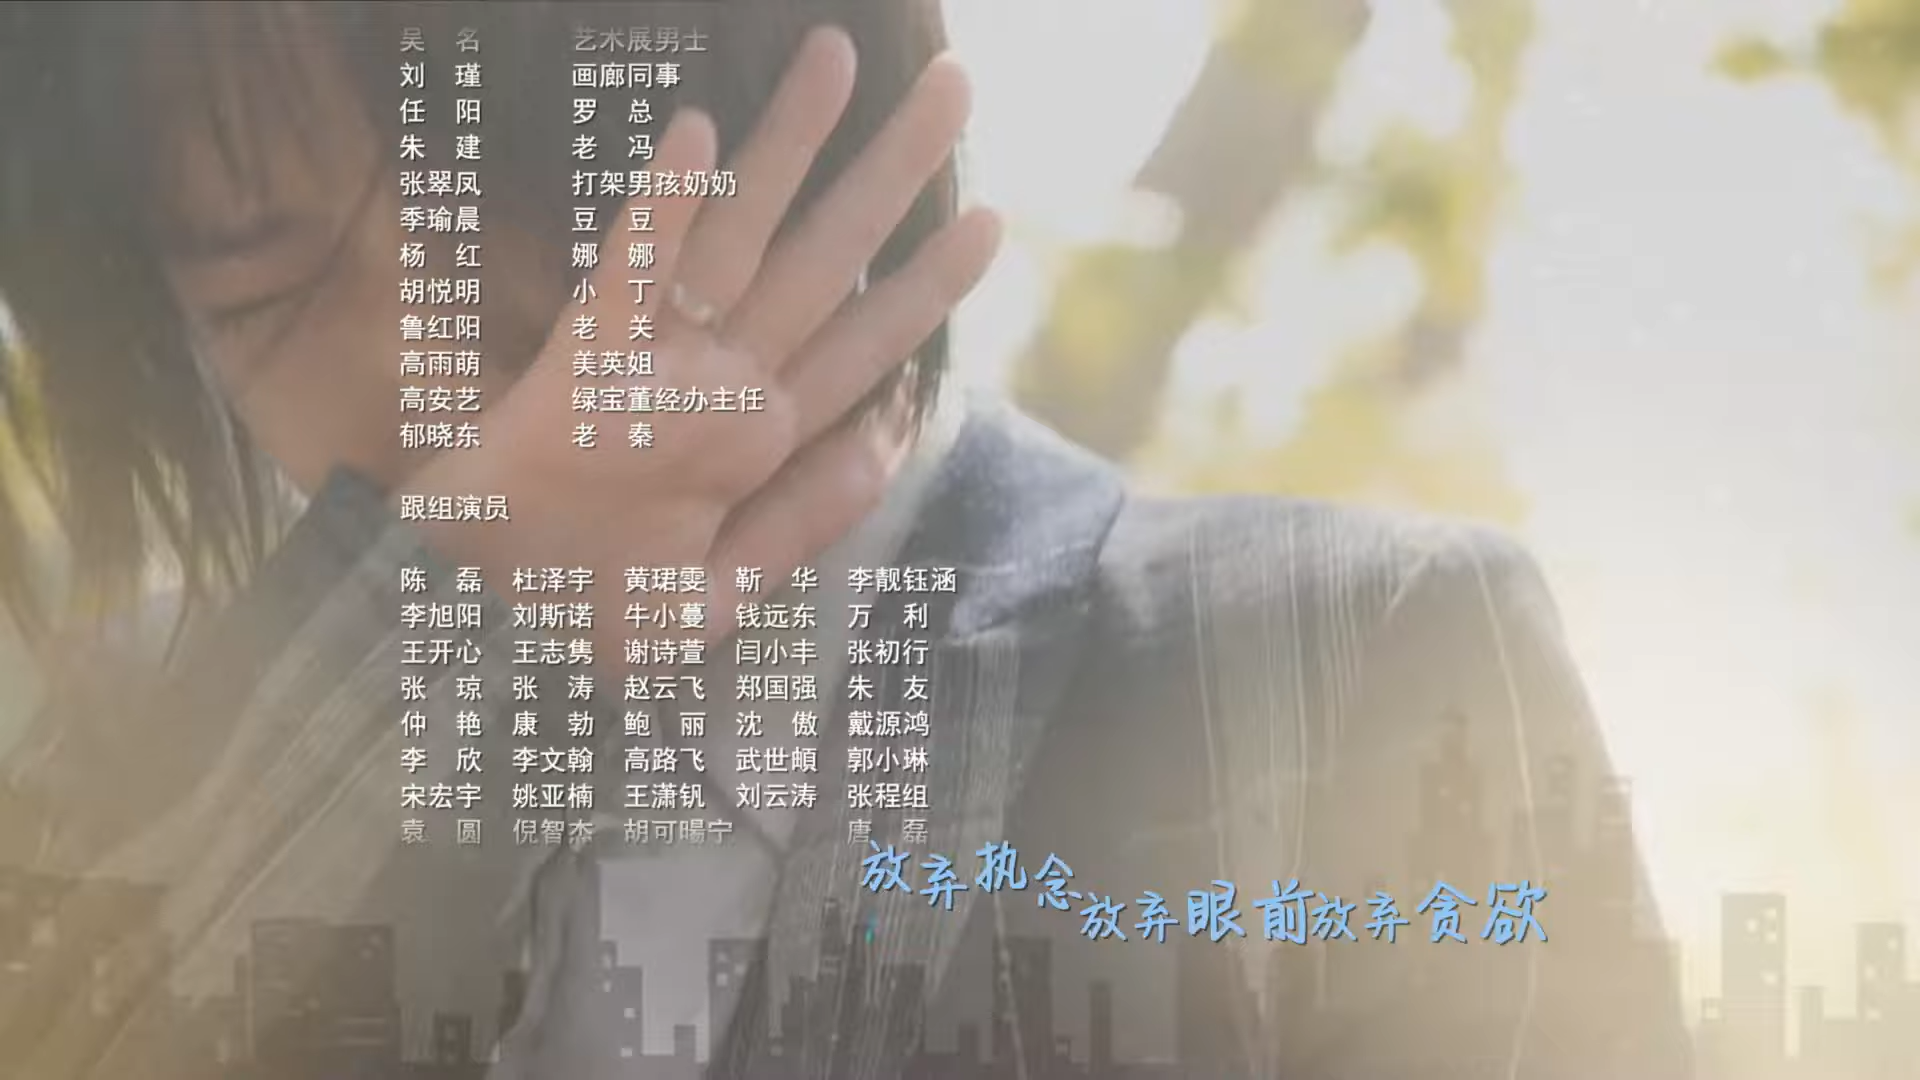 吴 名 艺术展男士
刘 瑾 画廊同事
任 阳 罗 总
朱 建 老 冯
张翠凤 打架男孩奶奶
季瑜晨 豆 豆
杨 红 娜 娜
胡悦明 小 丁
鲁红阳 老 关
高雨萌 美英姐
高安艺 绿宝董经办主任
郁晓东 老 秦
跟组演员
陈 磊 杜泽宇 黄珺雯 靳 华 李靓钰涵
李旭阳 刘斯诺 牛小蔓 钱远东 万 利
王开心 王志隽 谢诗萱 闫小丰 张初行
张 琼 张 涛 赵云飞 郑国强 朱 友
仲 艳 康 勃 鲍 丽 沈 傲 戴源鸿
李 欣 李文翰 高路飞 武世頔 郭小琳
宋宏宇 姚亚楠 王潇钒 刘云涛 张程组
袁 圆 倪智杰 胡可暘宁 唐 磊
放弃执念放弃眼前放弃贪欲